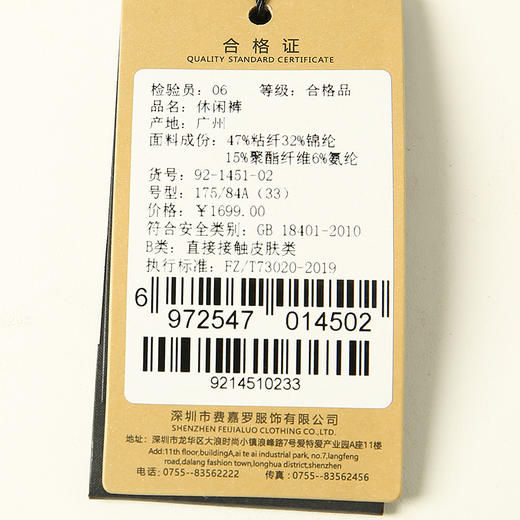 合格证
QUALITY STANDARD CERTIFICATE
检验员：06 等级：合格品
品名：休闲裤
产地：广州
面料成份：47%粘纤32%锦纶
15%聚酯纤维6%氨纶
货号：92-1451-02
号型：175/84A（33）
价格：￥1699.00
符合安全类别：GB 18401-2010
B类：直接接触皮肤类
执行标准：FZ/T73020-2019
6 972547 014502
9214510233
深圳市费嘉罗服饰有限公司
SHENZHEN FEIJIALUO CLOTHING CO.,LTD.
地址：深圳市龙华区大浪时尚小镇浪峰路7号爱特爱产业园A座11楼
Add:11th floor,buildingA,ai te ai industrial park, no.7,langfeng
road,dalang fashion town,longhua district,shenzhen
电话：0755--83562222 传真：0755--83562456